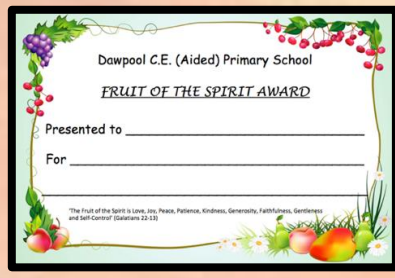 Dawpool C.E. (Aided) Primary School
FRUIT OF THE SPIRIT AWARD
Presented to
For
'The Fruit of the Spirit is Love, Joy, Peace, Patience, Kindness, Generosity, Faithfulness, Gentleness
and Self-Control' (Galatians 22-13)